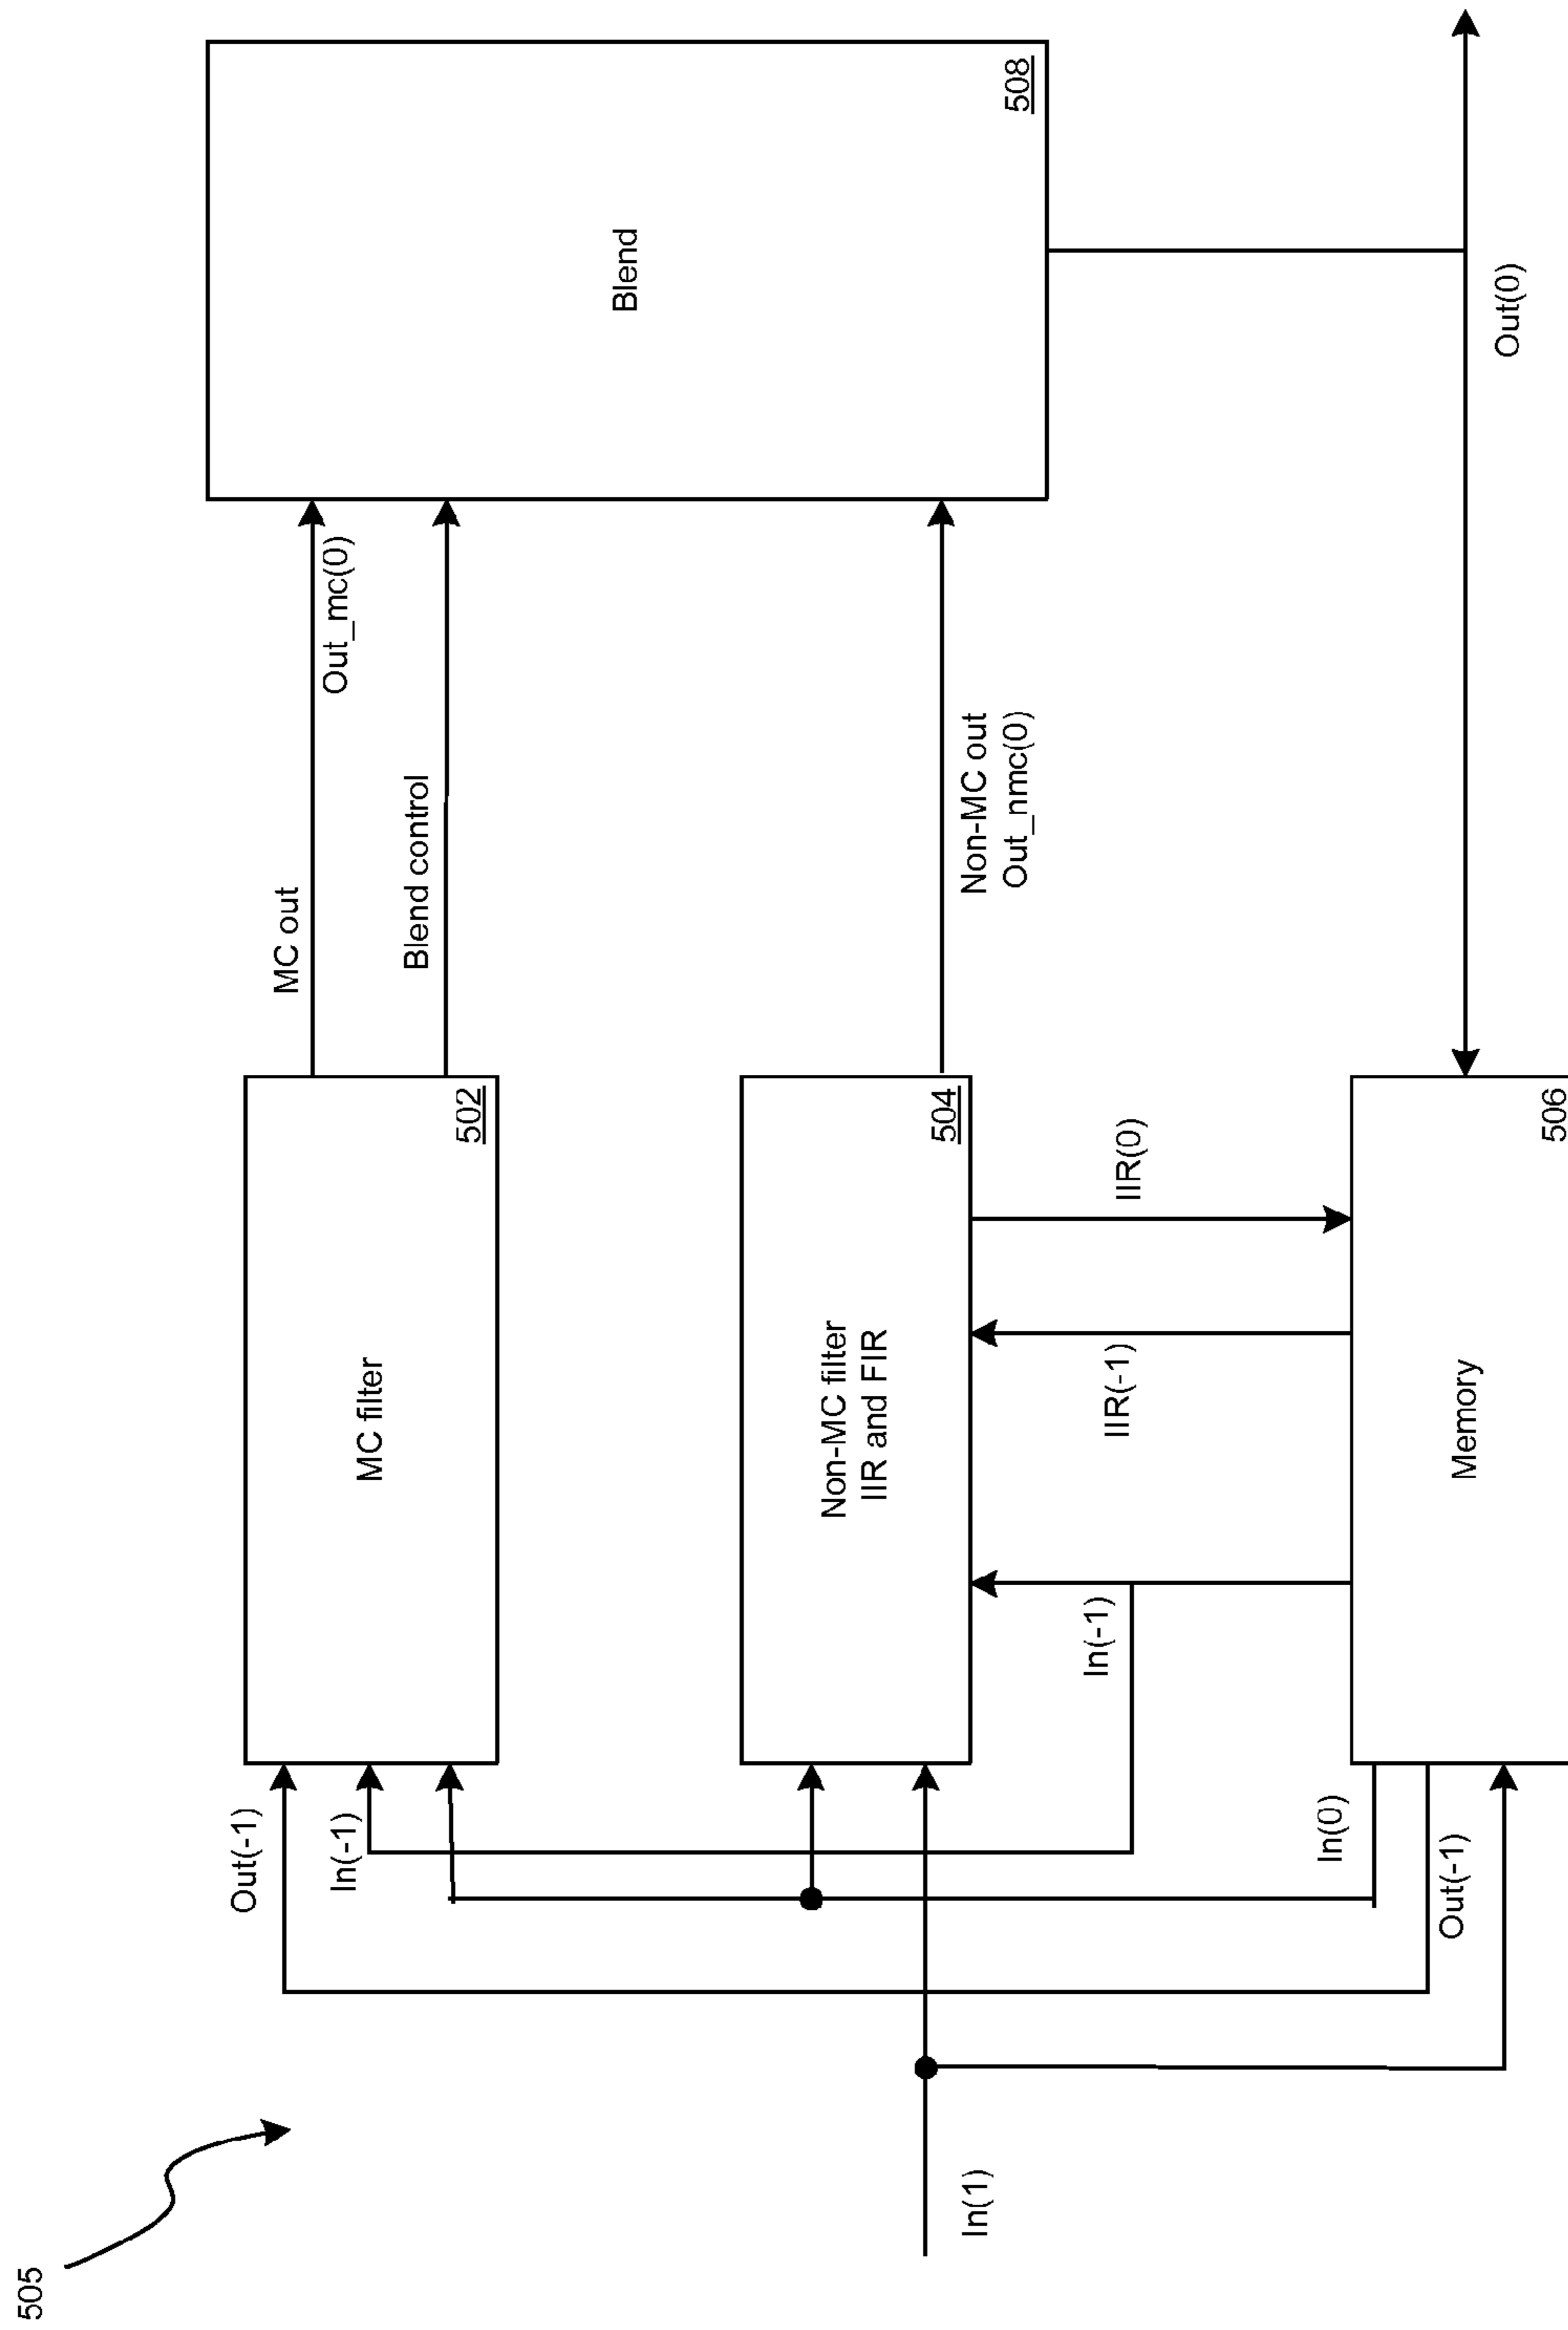 505
Out(-1)
In(-1)
MC filter
502
MC out
Out_mc(0)
Blend control
Blend
508
In(1)
Non-MC filter
IIR and FIR
504
Non-MC out
Out_nmc(0)
In(-1)
IIR(-1)
IIR(0)
In(0)
Out(-1)
Memory
506
Out(0)